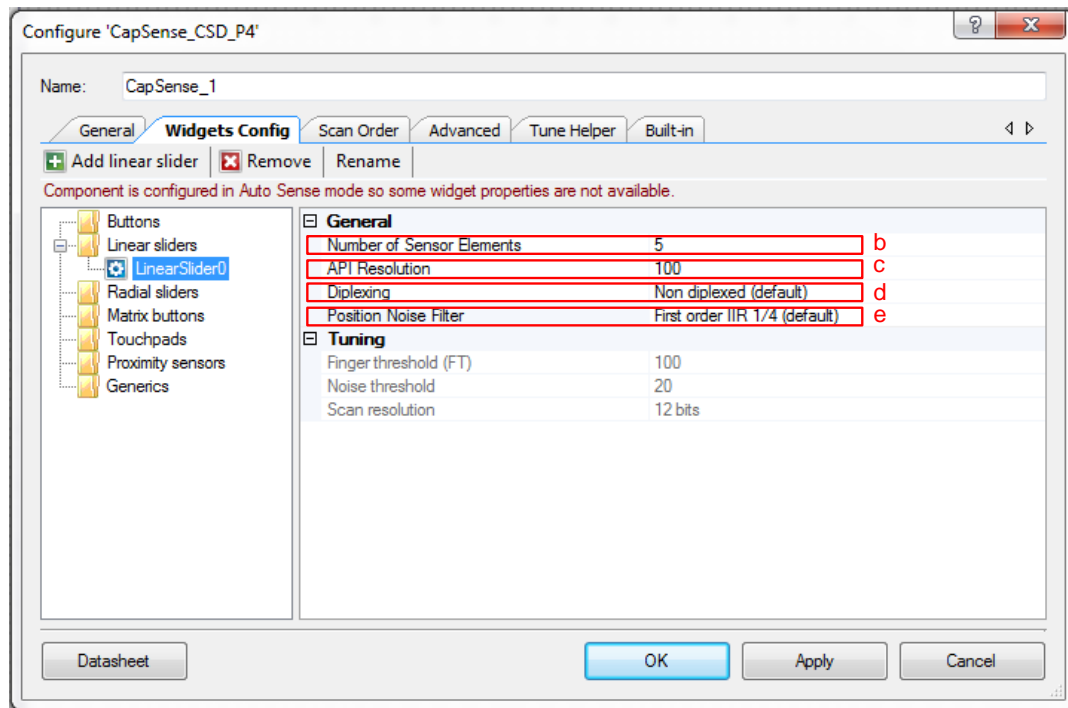 Configure 'CapSense_CSD_P4'
Name: CapSense_1
General Widgets Config Scan Order Advanced Tune Helper Built-in
Add linear slider Remove Rename
Component is configured in Auto Sense mode so some widget properties are not available.
Buttons
Linear sliders
LinearSlider0
Radial sliders
Matrix buttons
Touchpads
Proximity sensors
Generics
General
Number of Sensor Elements 5 b
API Resolution 100 c
Diplexing Non diplexed (default) d
Position Noise Filter First order IIR 1/4 (default) e
Tuning
Finger threshold (FT) 100
Noise threshold 20
Scan resolution 12 bits
Datasheet OK Apply Cancel